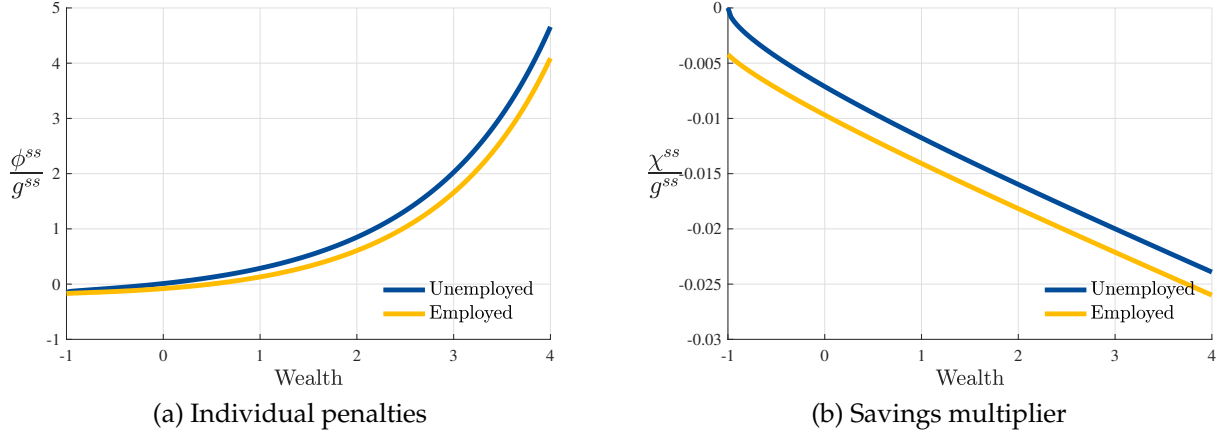 5
4
3
2
1
0
-1
ϕ^{ss}
g^{ss}
-1 0 1 2 3 4
Wealth
Unemployed
Employed
(a) Individual penalties
0
-0.005
-0.01
-0.015
-0.02
-0.025
-0.03
χ^{ss}
g^{ss}
-1 0 1 2 3 4
Wealth
Unemployed
Employed
(b) Savings multiplier